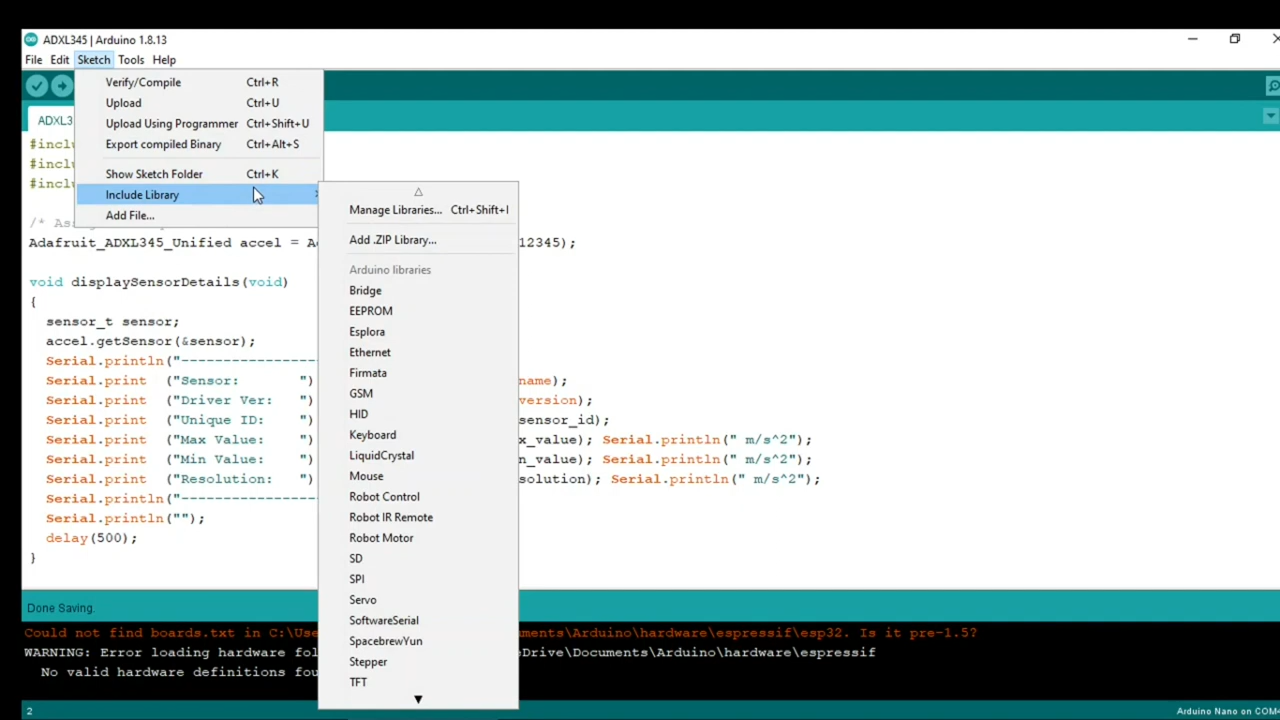 ADXL345 | Arduino 1.8.13
File Edit Sketch Tools Help
Verify/Compile Ctrl+R
Upload Ctrl+U
Upload Using Programmer Ctrl+Shift+U
Export compiled Binary Ctrl+Alt+S
Show Sketch Folder Ctrl+K
Include Library
Add File...
Manage Libraries... Ctrl+Shift+I
Add .ZIP Library...
Arduino libraries
Bridge
EEPROM
Esplora
Ethernet
Firmata
GSM
HID
Keyboard
LiquidCrystal
Mouse
Robot Control
Robot IR Remote
Robot Motor
SD
SPI
Servo
SoftwareSerial
SpacebrewYun
Stepper
TFT
ADXL3
#inclu
#inclu
#inclu
/* As
Adafruit_ADXL345_Unified accel = A 12345);
void displaySensorDetails(void)
{
sensor_t sensor;
accel.getSensor(&sensor);
Serial.println("----------------
Serial.print ("Sensor: ") name);
Serial.print ("Driver Ver: ") version);
Serial.print ("Unique ID: ") sensor_id);
Serial.print ("Max Value: ") x_value); Serial.println(" m/s^2");
Serial.print ("Min Value: ") n_value); Serial.println(" m/s^2");
Serial.print ("Resolution: ") solution); Serial.println(" m/s^2");
Serial.println("----------------
Serial.println("");
delay(500);
}
Done Saving.
Could not find boards.txt in C:\Use uments\Arduino\hardware\espressif\esp32. Is it pre-1.5?
WARNING: Error loading hardware fol eDrive\Documents\Arduino\hardware\espressif
No valid hardware definitions fou
2 Arduino Nano on COM